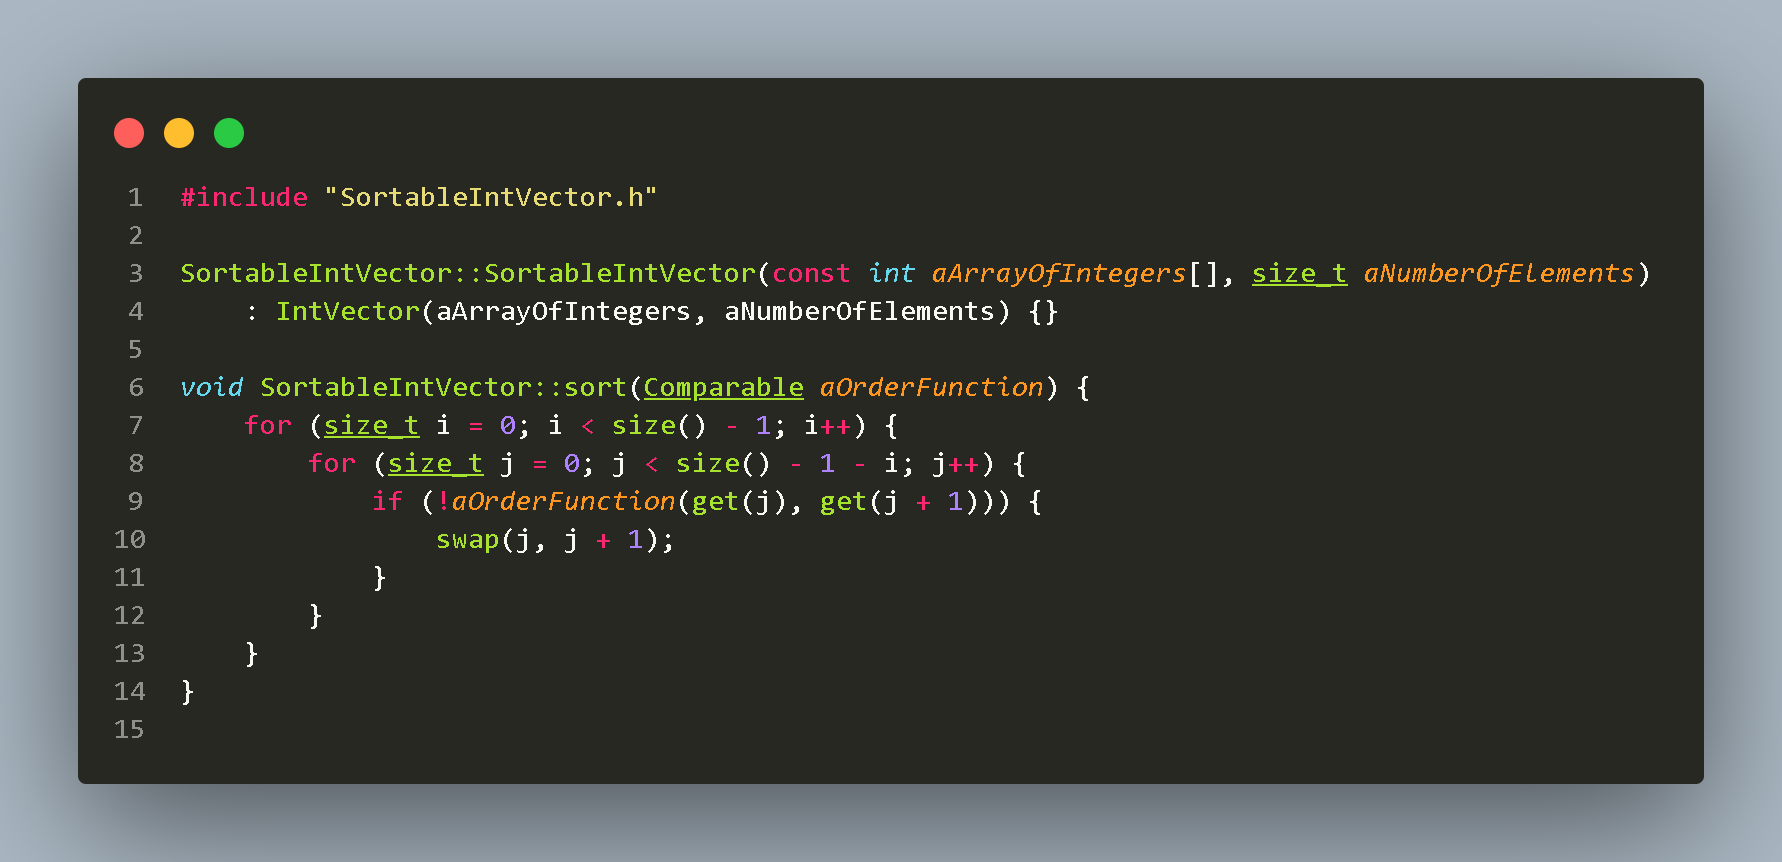 1 #include "SortableIntVector.h"
2
3 SortableIntVector::SortableIntVector(const int aArrayOfIntegers[], size_t aNumberOfElements)
4     : IntVector(aArrayOfIntegers, aNumberOfElements) {}
5
6 void SortableIntVector::sort(Comparable aOrderFunction) {
7     for (size_t i = 0; i < size() - 1; i++) {
8         for (size_t j = 0; j < size() - 1 - i; j++) {
9             if (!aOrderFunction(get(j), get(j + 1))) {
10                 swap(j, j + 1);
11             }
12         }
13     }
14 }
15